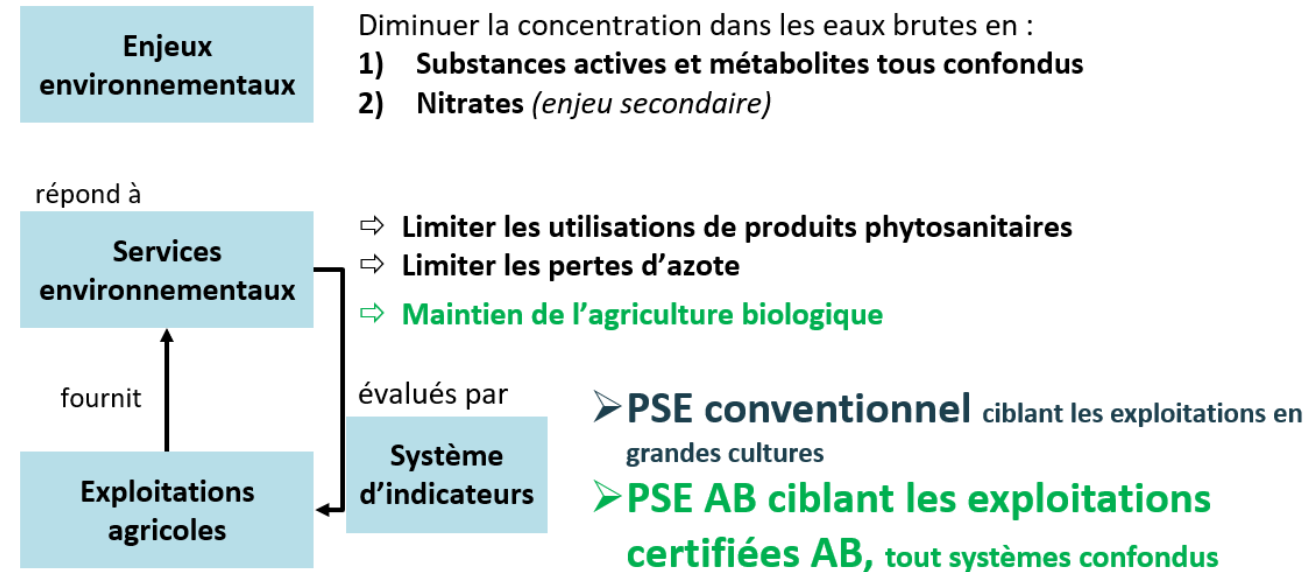 Enjeux
environnementaux
Diminuer la concentration dans les eaux brutes en :
1) Substances actives et métabolites tous confondus
2) Nitrates (enjeu secondaire)
répond à
Services
environnementaux
⇨ Limiter les utilisations de produits phytosanitaires
⇨ Limiter les pertes d’azote
⇨ Maintien de l’agriculture biologique
fournit
évalués par
Système
d’indicateurs
Exploitations
agricoles
➢PSE conventionnel ciblant les exploitations en
grandes cultures
➢PSE AB ciblant les exploitations
certifiées AB, tout systèmes confondus